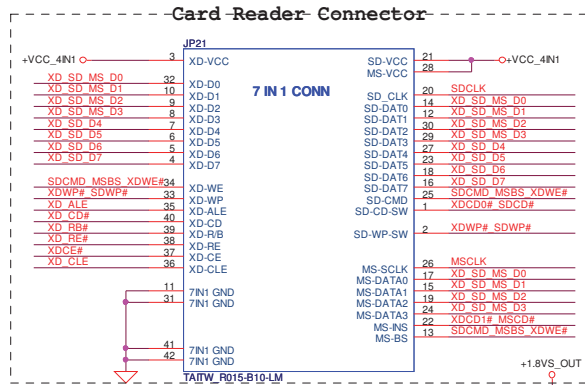 Card Reader Connector
JP21
+VCC_4IN1 3 XD-VCC SD-VCC 21 +VCC_4IN1
MS-VCC 28
7 IN 1 CONN
XD_SD_MS_D0 32 XD-D0 SD_CLK 20 SDCLK
XD_SD_MS_D1 10 XD-D1 SD-DAT0 14 XD_SD_MS_D0
XD_SD_MS_D2 9 XD-D2 SD-DAT1 12 XD_SD_MS_D1
XD_SD_MS_D3 8 XD-D3 SD-DAT2 30 XD_SD_MS_D2
XD_SD_D4 7 XD-D4 SD-DAT3 29 XD_SD_MS_D3
XD_SD_D5 6 XD-D5 SD-DAT4 27 XD_SD_D4
XD_SD_D6 5 XD-D6 SD-DAT5 23 XD_SD_D5
XD_SD_D7 4 XD-D7 SD-DAT6 18 XD_SD_D6
SD-DAT7 16 XD_SD_D7
SDCMD_MSBS_XDWE# 34 XD-WE SD-CMD 25 SDCMD_MSBS_XDWE#
XDWP#_SDWP# 33 XD-WP SD-CD-SW 1 XDCD0#_SDCD#
XD_ALE 35 XD-ALE
XD_CD# 40 XD-CD
XD_RB# 39 XD-R/B SD-WP-SW 2 XDWP#_SDWP#
XD_RE# 38 XD-RE
XDCE# 37 XD-CE
XD_CLE 36 XD-CLE MS-SCLK 26 MSCLK
MS-DATA0 17 XD_SD_MS_D0
11 7IN1 GND MS-DATA1 15 XD_SD_MS_D1
31 7IN1 GND MS-DATA2 19 XD_SD_MS_D2
MS-DATA3 24 XD_SD_MS_D3
MS-INS 22 XDCD1#_MSCD#
MS-BS 13 SDCMD_MSBS_XDWE#
41 7IN1 GND
42 7IN1 GND
TAITW_R015-B10-LM
+1.8VS_OUT